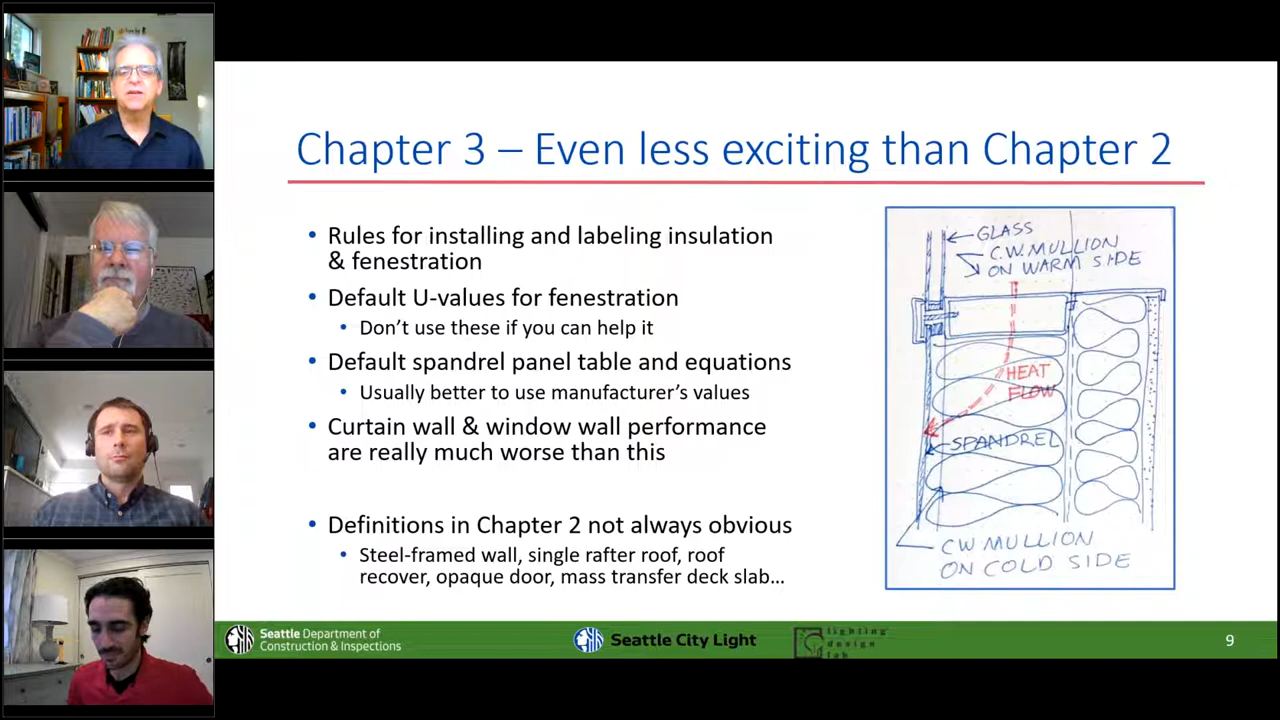 Chapter 3 – Even less exciting than Chapter 2
• Rules for installing and labeling insulation
& fenestration
• Default U-values for fenestration
• Don't use these if you can help it
• Default spandrel panel table and equations
• Usually better to use manufacturer's values
• Curtain wall & window wall performance
are really much worse than this
• Definitions in Chapter 2 not always obvious
• Steel-framed wall, single rafter roof, roof
recover, opaque door, mass transfer deck slab...
GLASS
C.W. MULLION
ON WARM SIDE
HEAT
FLOW
SPANDREL
CW MULLION
ON COLD SIDE
Seattle Department of
Construction & Inspections
Seattle City Light
lighting
design
lab
9